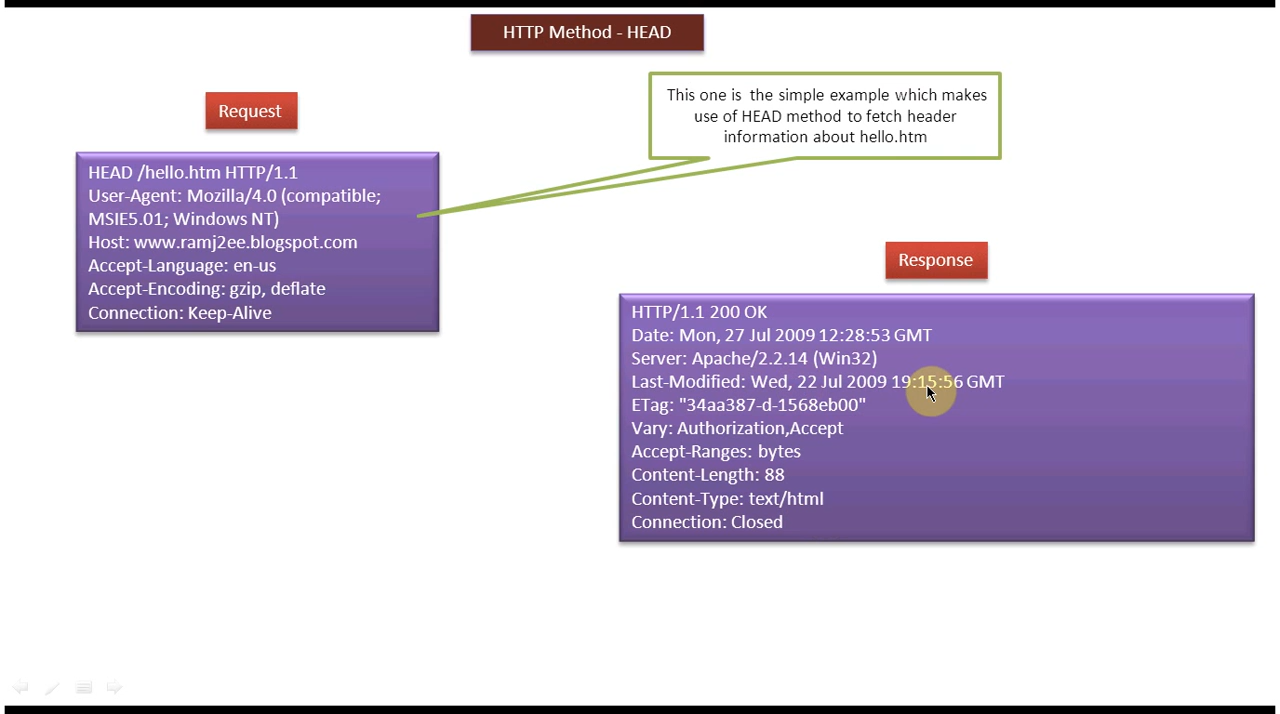 HTTP Method - HEAD
Request
This one is the simple example which makes
use of HEAD method to fetch header
information about hello.htm
HEAD /hello.htm HTTP/1.1
User-Agent: Mozilla/4.0 (compatible;
MSIE5.01; Windows NT)
Host: www.ramj2ee.blogspot.com
Accept-Language: en-us
Accept-Encoding: gzip, deflate
Connection: Keep-Alive
Response
HTTP/1.1 200 OK
Date: Mon, 27 Jul 2009 12:28:53 GMT
Server: Apache/2.2.14 (Win32)
Last-Modified: Wed, 22 Jul 2009 19:15:56 GMT
ETag: "34aa387-d-1568eb00"
Vary: Authorization,Accept
Accept-Ranges: bytes
Content-Length: 88
Content-Type: text/html
Connection: Closed